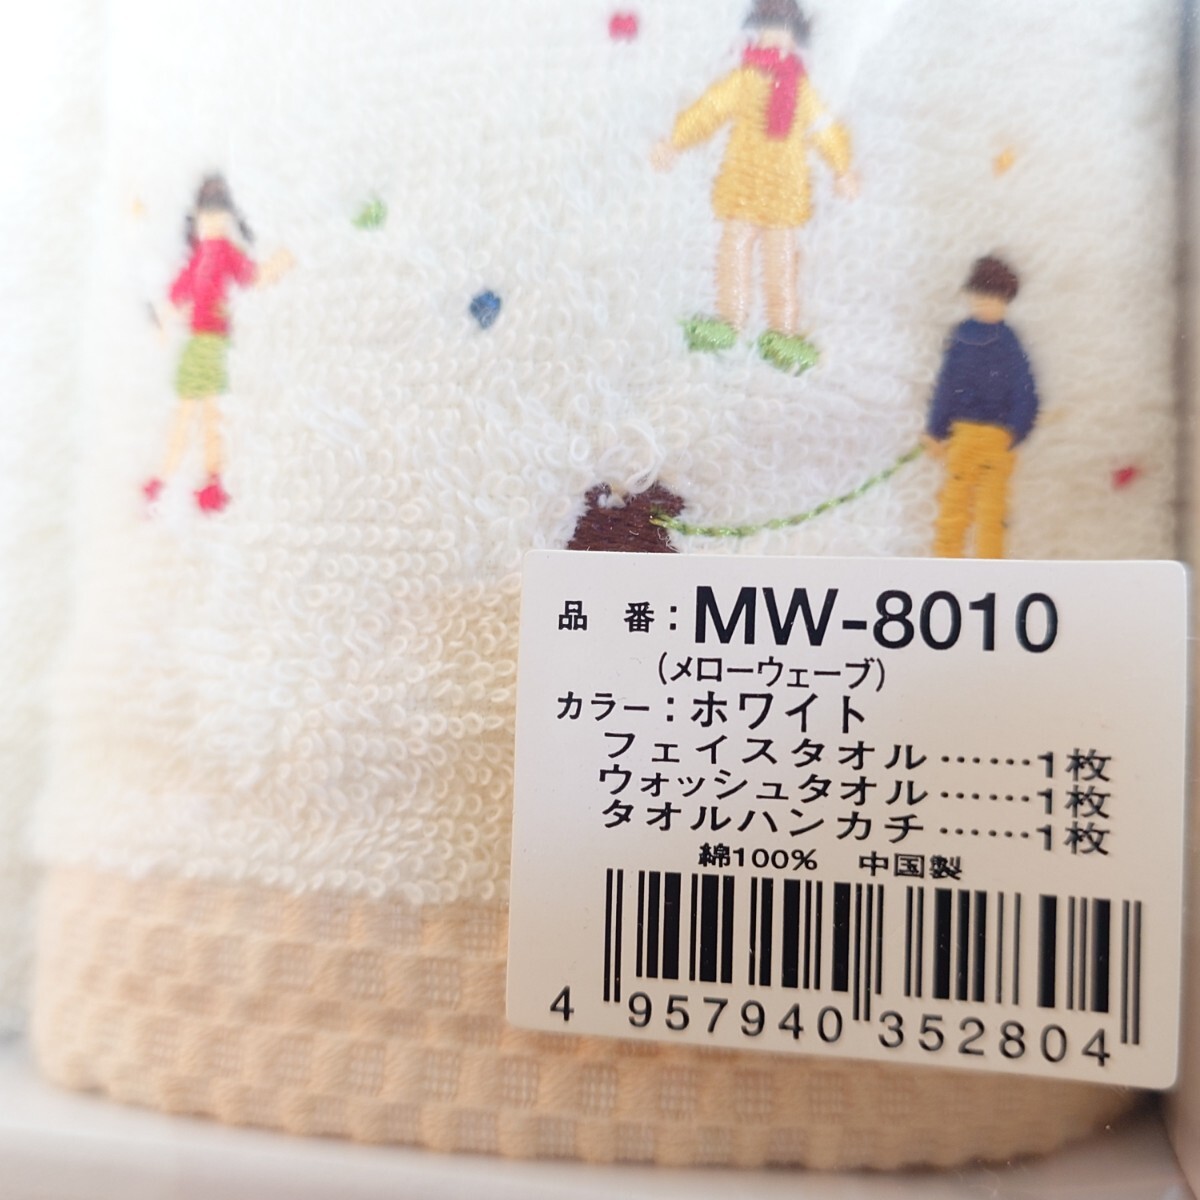 品 番：MW-8010
（メローウェーブ）
カラー：ホワイト
フェイスタオル……1枚
ウォッシュタオル……1枚
タオルハンカチ……1枚
綿100% 中国製
4 957940 352804